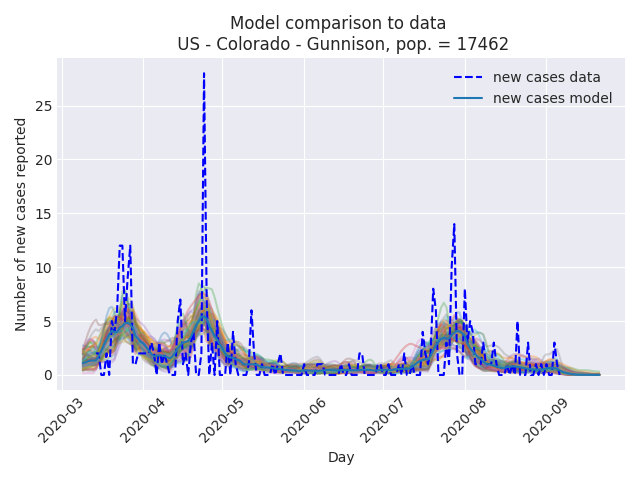 Model comparison to data
US - Colorado - Gunnison, pop. = 17462
new cases data
new cases model
Number of new cases reported
25
20
15
10
5
0
2020-03
2020-04
2020-05
2020-06
2020-07
2020-08
2020-09
Day